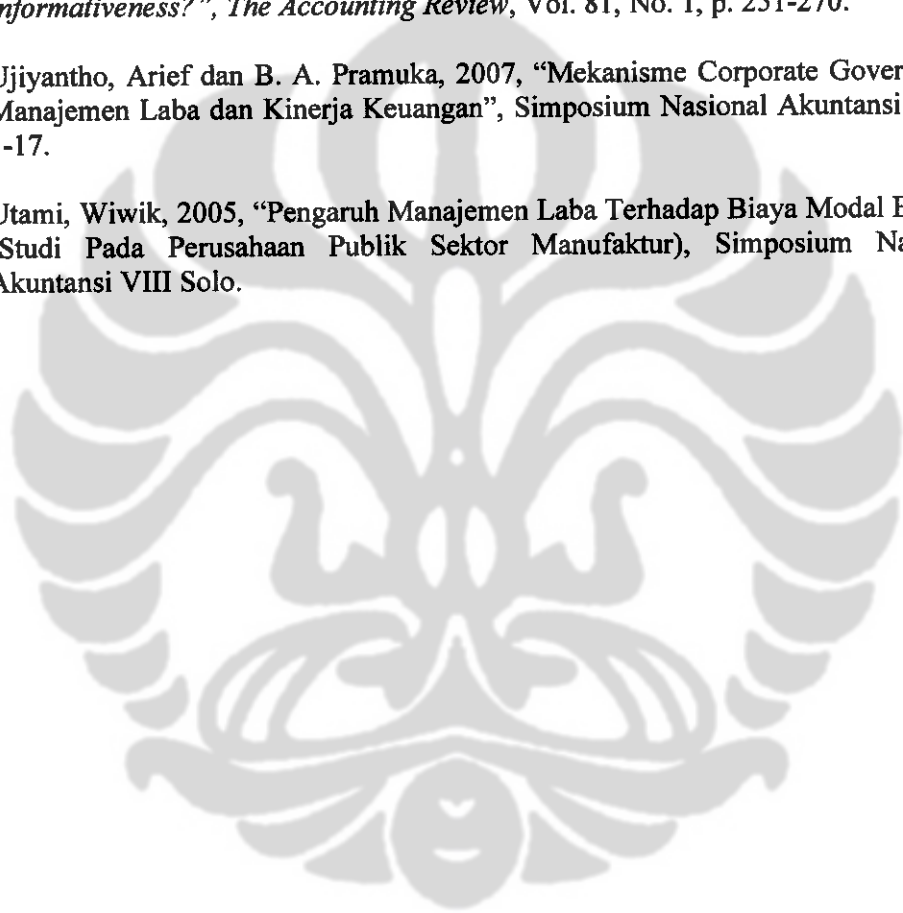 nformativeness?", The Accounting Review, Vol. 81, No. 1, p. 251-270.
Ujiyantho, Arief dan B. A. Pramuka, 2007, “Mekanisme Corporate Gover
Manajemen Laba dan Kinerja Keuangan”, Simposium Nasional Akuntansi
-17.
Utami, Wiwik, 2005, “Pengaruh Manajemen Laba Terhadap Biaya Modal E
Studi Pada Perusahaan Publik Sektor Manufaktur), Simposium Na
Akuntansi VIII Solo.